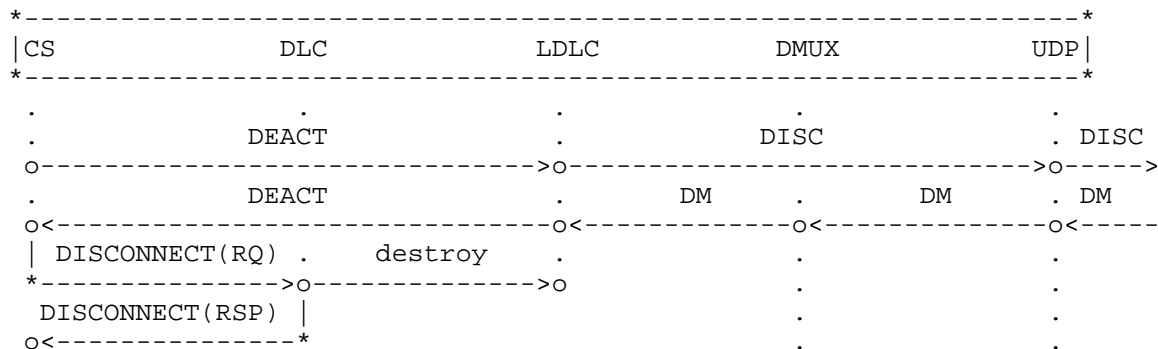 *------------------------------------------------------------------*
|CS             DLC             LDLC           DMUX            UDP|
*------------------------------------------------------------------*
 .                .               .              .               .
 .            DEACT               .            DISC              . DISC
 o------------------------------->o----------------------------->o----->
 .            DEACT               .       DM     .       DM      . DM
 o<-------------------------------o<-------------o<--------------o<-----
 | DISCONNECT(RQ) .    destroy    .              .               .
 *--------------->o-------------->o              .               .
  DISCONNECT(RSP) |                              .               .
 o<---------------*                              .               .